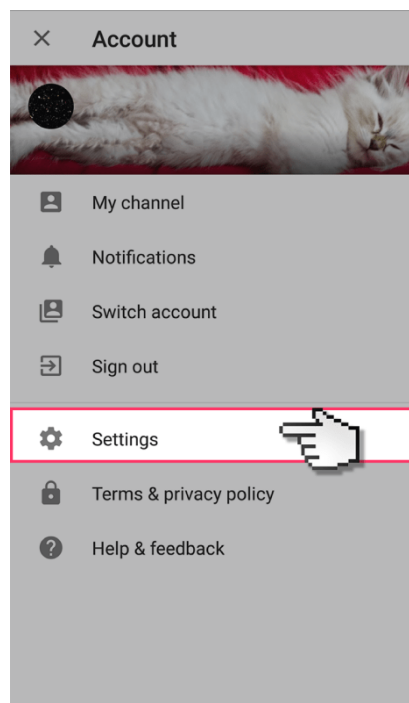 Account
My channel
Notifications
Switch account
Sign out
Settings
Terms & privacy policy
Help & feedback